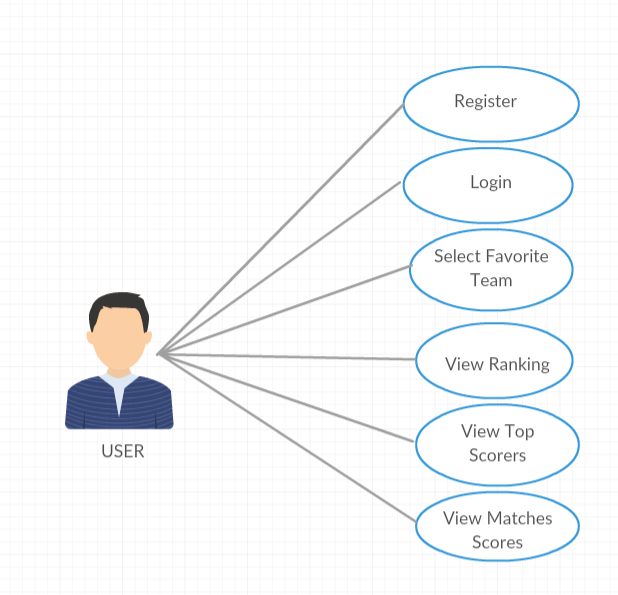 Register
Login
Select Favorite
Team
View Ranking
View Top
Scorers
View Matches
Scores
USER